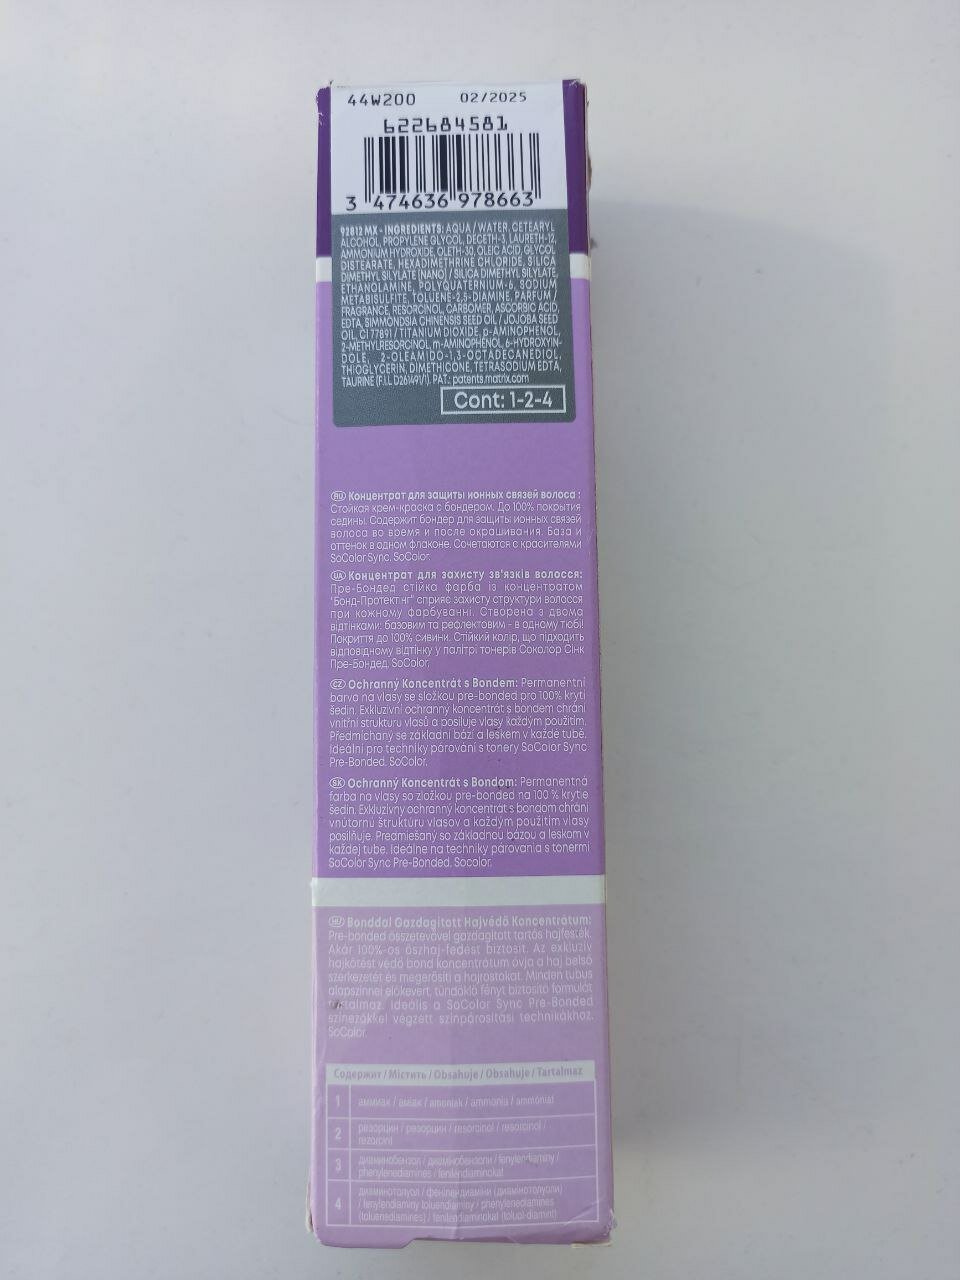 44W200 02/2025
622684581
3 474636 978663
92812 MX - INGREDIENTS: AQUA / WATER, CETEARYL
ALCOHOL, PROPYLENE GLYCOL, DECETH-3, LAURETH-12,
AMMONIUM HYDROXIDE, OLETH-30, OLEIC ACID, GLYCOL
DISTEARATE, HEXADIMETHRINE CHLORIDE, SILICA
DIMETHYL SILYLATE [NANO] / SILICA DIMETHYL SILYLATE,
ETHANOLAMINE, POLYQUATERNIUM-6, SODIUM
METABISULFITE, TOLUENE-2,5-DIAMINE, PARFUM /
FRAGRANCE, RESORCINOL, CARBOMER, ASCORBIC ACID,
EDTA, SIMMONDSIA CHINENSIS SEED OIL / JOJOBA SEED
OIL, CI 77891 / TITANIUM DIOXIDE, p-AMINOPHENOL,
2-METHYLRESORCINOL, m-AMINOPHENOL, 6-HYDROXYIN-
DOLE, 2-OLEAMIDO-1,3-OCTADECANEDIOL,
THIOGLYCERIN, DIMETHICONE, TETRASODIUM EDTA,
TAURINE (F.I.L. D261491/1). PAT.: patents.matrix.com
Cont: 1-2-4
RU Концентрат для защиты ионных связей волоса :
Стойкая крем-краска с бондером. До 100% покрытия
седины. Содержит бондер для защиты ионных связей
волоса во время и после окрашивания. База и
оттенок в одном флаконе. Сочетаются с красителями
SoColor Sync. SoColor.
UA Концентрат для захисту зв'язків волосся:
Пре-Бондед стійка фарба із концентратом
"Бонд-Протектінг" сприяє захисту структури волосся
при кожному фарбуванні. Створена з двома
відтінками: базовим та рефлектовим - в одному тюбі!
Покриття до 100% сивини. Стійкий колір, що підходить
відповідному відтінку у палітрі тонерів Соколор Сінк
Пре-Бондед. SoColor.
CZ Ochranný Koncentrát s Bondem: Permanentní
barva na vlasy se složkou pre-bonded pro 100% krytí
šedin. Exkluzivní ochranný koncentrát s bondem chrání
vnitřní strukturu vlasů a posiluje vlasy každým použitím.
Předmíchaný se základní bází a leskem v každé tubě.
Ideální pro techniky párování s tonery SoColor Sync
Pre-Bonded. SoColor.
SK Ochranný Koncentrát s Bondom: Permanentná
farba na vlasy so zložkou pre-bonded na 100 % krytie
šedín. Exkluzívny ochranný koncentrát s bondom chráni
vnútornú štruktúru vlasov a každým použitím vlasy
posilňuje. Predmiešaný so základnou bázou a leskom v
každej tube. Ideálne na techniky párovania s tonermi
SoColor Sync Pre-Bonded. Socolor.
HU Bonddal Gazdagított Hajvédő Koncentrátum:
Pre-bonded összetevővel gazdagított tartós hajfesték.
Akár 100%-os őszhaj-fedést biztosít. Az exkluzív
hajkötést védő bond koncentrátum óvja a haj belső
szerkezetét és megerősíti a hajrostokat. Minden tubus
alapszínnel előkevert, tündöklő fényt biztosító formulát
tartalmaz. Ideális a SoColor Sync Pre-Bonded
színezőkkel végzett színpárosítási technikákhoz.
SoColor.
Содержит / Містить / Obsahuje / Obsahuje / Tartalmaz
1 аммиак / аміак / amoniak / ammonia / ammóniát
2 резорцин / резорцин / resorcinol / resorcinol /
rezorcint
3 диаминобензол / диамінобензоли / fenylendiaminy /
phenylenediamines / feniléndiaminokat
4 диаминотолуол / феніленд­иаміни (диамінотолуоли)
/ fenylendiaminy toluendiaminy / phenylenediamines
(toluenediamines) / feniléndiaminokat (toluol-diamint)